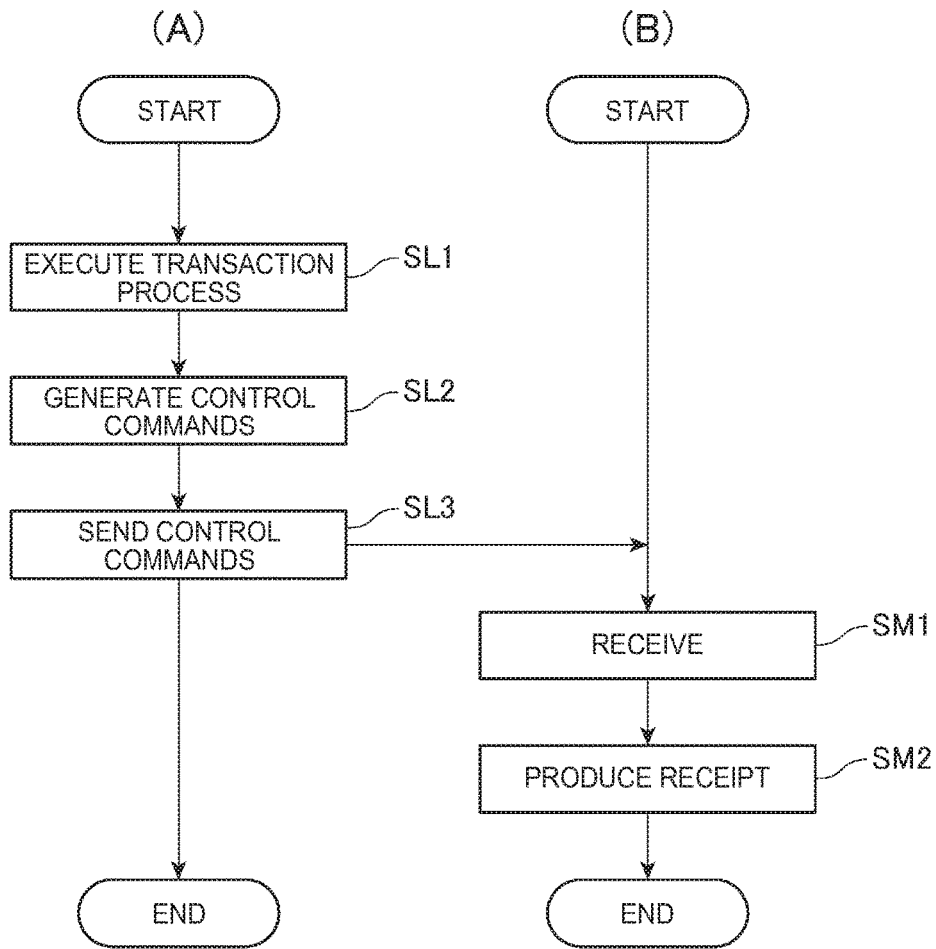 (A)
START
EXECUTE TRANSACTION
PROCESS
SL1
GENERATE CONTROL
COMMANDS
SL2
SEND CONTROL
COMMANDS
SL3
END
(B)
START
RECEIVE
SM1
PRODUCE RECEIPT
SM2
END